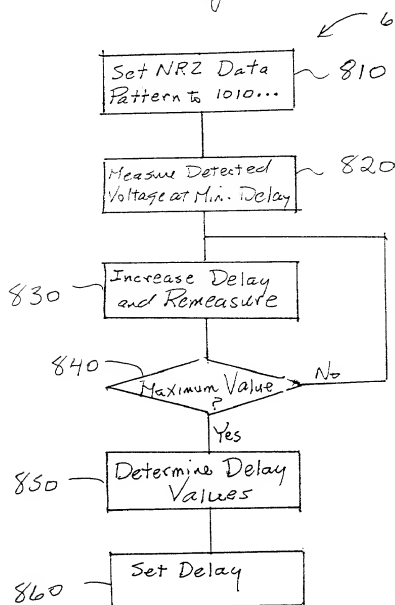 6
Set NRZ Data
810
Pattern to 1010...
Measure Detected
820
Voltage at Min. Delay
Increase Delay
830
and Remeasure
840
Maximum Value
No
?
Yes
Determine Delay
850
Values
Set Delay
860